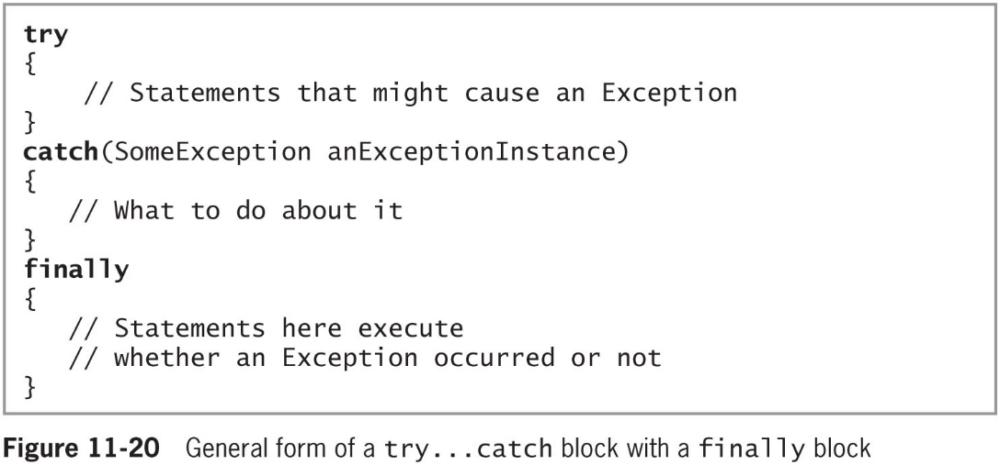 try
{
    // Statements that might cause an Exception
}
catch(SomeException anExceptionInstance)
{
   // What to do about it
}
finally
{
   // Statements here execute
   // whether an Exception occurred or not
}
Figure 11-20   General form of a try...catch block with a finally block